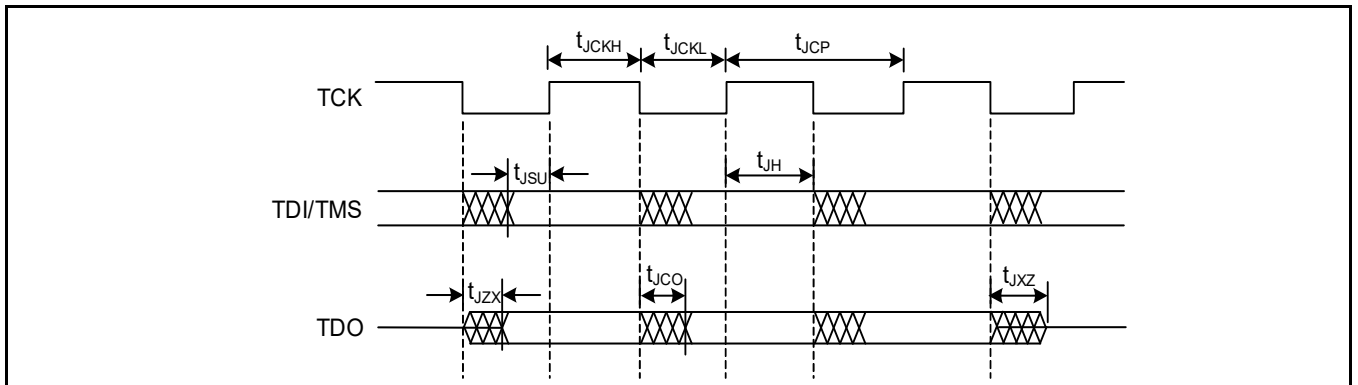 tJCKH tJCKL tJCP
TCK
tJSU tJH
TDI/TMS
tJZX tJCO tJXZ
TDO